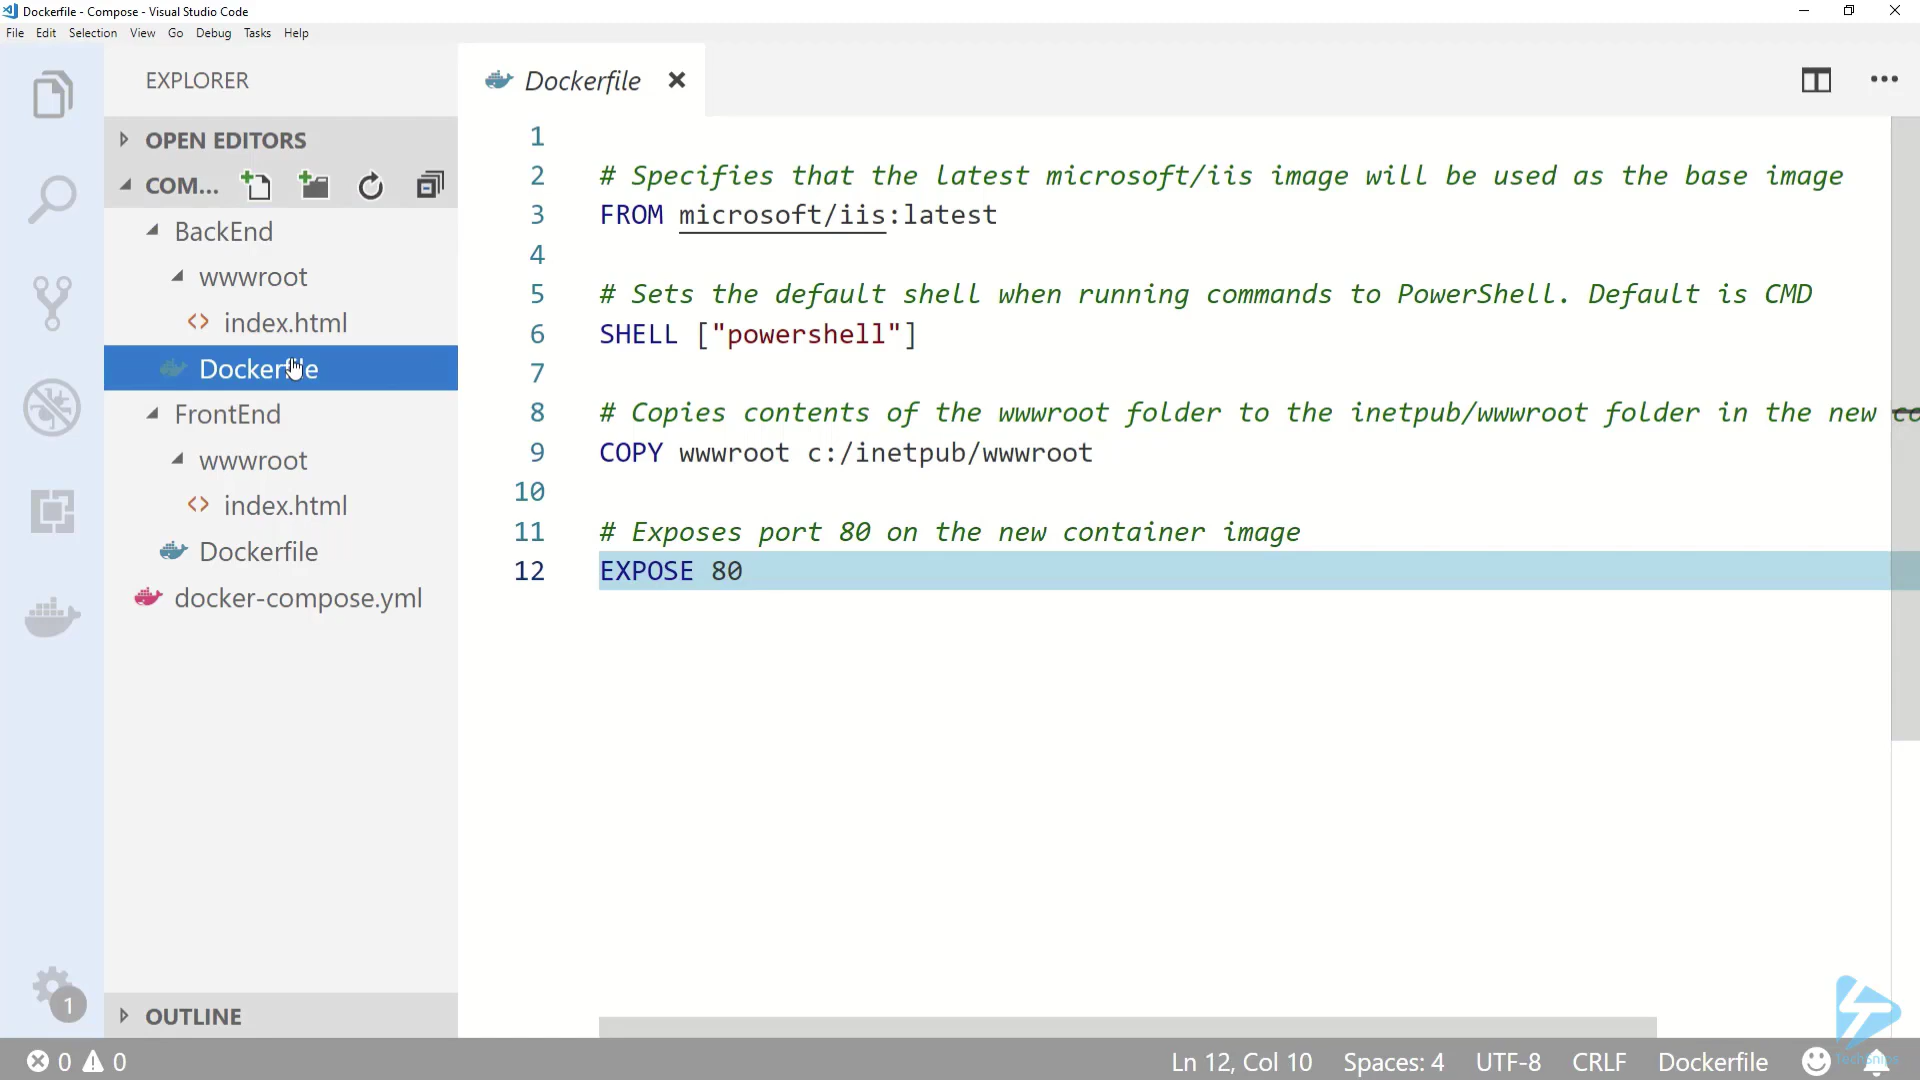 Dockerfile - Compose - Visual Studio Code
File Edit Selection View Go Debug Tasks Help
EXPLORER
OPEN EDITORS
COM...
BackEnd
wwwroot
<> index.html
Dockerfile
FrontEnd
wwwroot
<> index.html
Dockerfile
docker-compose.yml
OUTLINE
1
Dockerfile
1
2 # Specifies that the latest microsoft/iis image will be used as the base image
3 FROM microsoft/iis:latest
4
5 # Sets the default shell when running commands to PowerShell. Default is CMD
6 SHELL ["powershell"]
7
8 # Copies contents of the wwwroot folder to the inetpub/wwwroot folder in the new co
9 COPY wwwroot c:/inetpub/wwwroot
10
11 # Exposes port 80 on the new container image
12 EXPOSE 80
0 0 Ln 12, Col 10 Spaces: 4 UTF-8 CRLF Dockerfile